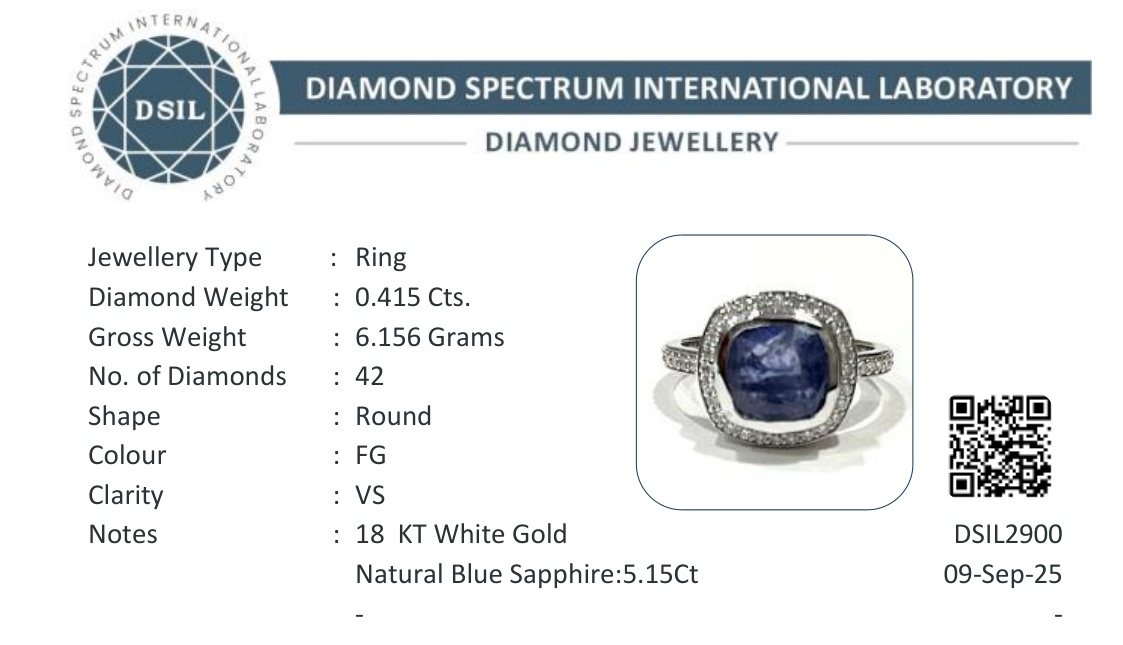 DIAMOND SPECTRUM INTERNATIONAL LABORATORY
DSIL
DIAMOND SPECTRUM INTERNATIONAL LABORATORY
DIAMOND JEWELLERY
Jewellery Type : Ring
Diamond Weight : 0.415 Cts.
Gross Weight : 6.156 Grams
No. of Diamonds : 42
Shape : Round
Colour : FG
Clarity : VS
Notes : 18 KT White Gold
DSIL2900
Natural Blue Sapphire:5.15Ct
09-Sep-25
-
-